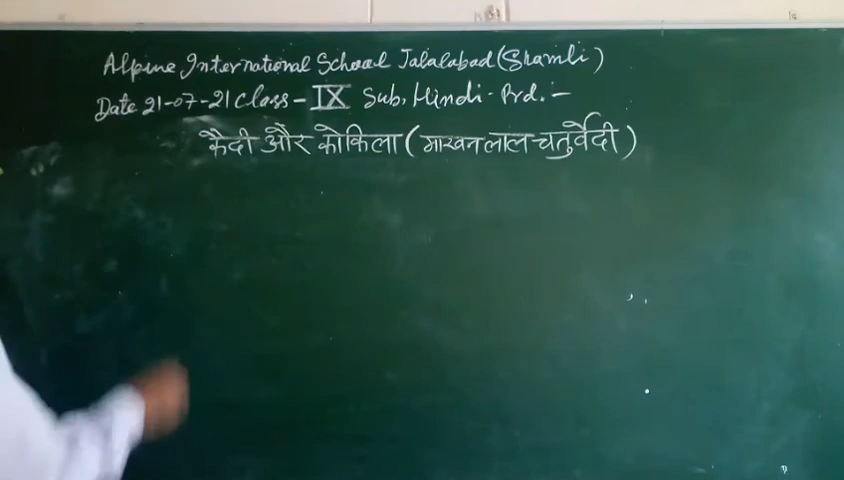 Alpine International School Jalalabad (Shamli)
Date 21-07-21 Class - IX Sub. Hindi - Prd. :-
कैदी और कोकिला ( माखनलाल चतुर्वेदी )